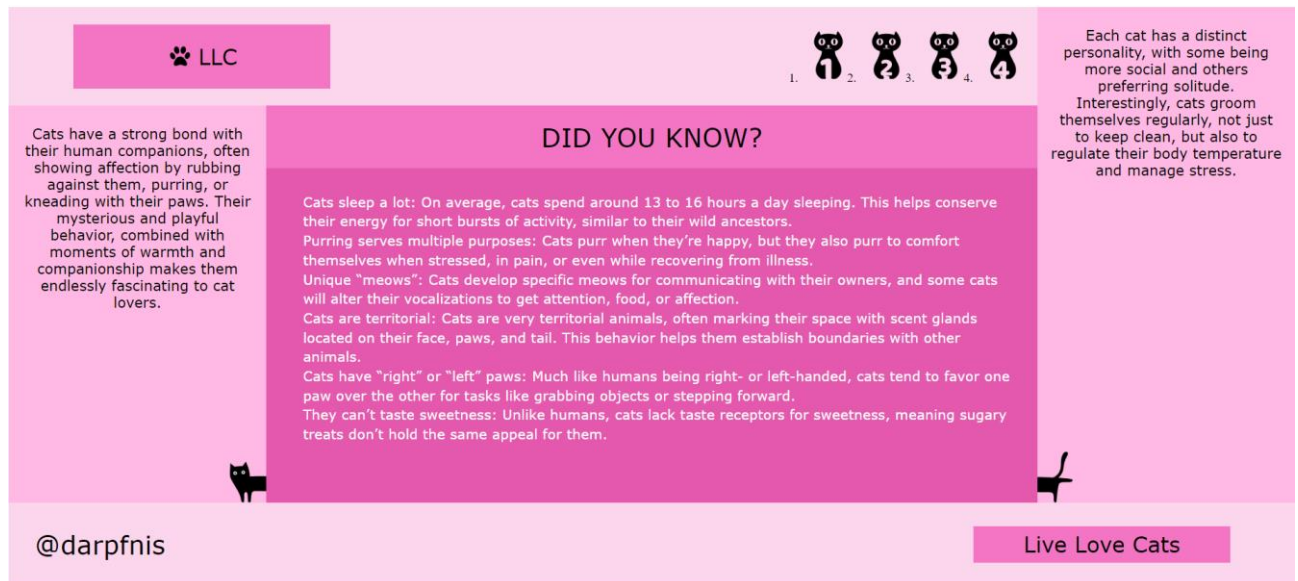 LLC
1. 1 2. 2 3. 3 4. 4
Each cat has a distinct
personality, with some being
more social and others
preferring solitude.
Interestingly, cats groom
themselves regularly, not just
to keep clean, but also to
regulate their body temperature
and manage stress.
Cats have a strong bond with
their human companions, often
showing affection by rubbing
against them, purring, or
kneading with their paws. Their
mysterious and playful
behavior, combined with
moments of warmth and
companionship makes them
endlessly fascinating to cat
lovers.
DID YOU KNOW?
Cats sleep a lot: On average, cats spend around 13 to 16 hours a day sleeping. This helps conserve
their energy for short bursts of activity, similar to their wild ancestors.
Purring serves multiple purposes: Cats purr when they’re happy, but they also purr to comfort
themselves when stressed, in pain, or even while recovering from illness.
Unique “meows”: Cats develop specific meows for communicating with their owners, and some cats
will alter their vocalizations to get attention, food, or affection.
Cats are territorial: Cats are very territorial animals, often marking their space with scent glands
located on their face, paws, and tail. This behavior helps them establish boundaries with other
animals.
Cats have “right” or “left” paws: Much like humans being right- or left-handed, cats tend to favor one
paw over the other for tasks like grabbing objects or stepping forward.
They can’t taste sweetness: Unlike humans, cats lack taste receptors for sweetness, meaning sugary
treats don’t hold the same appeal for them.
@darpfnis
Live Love Cats